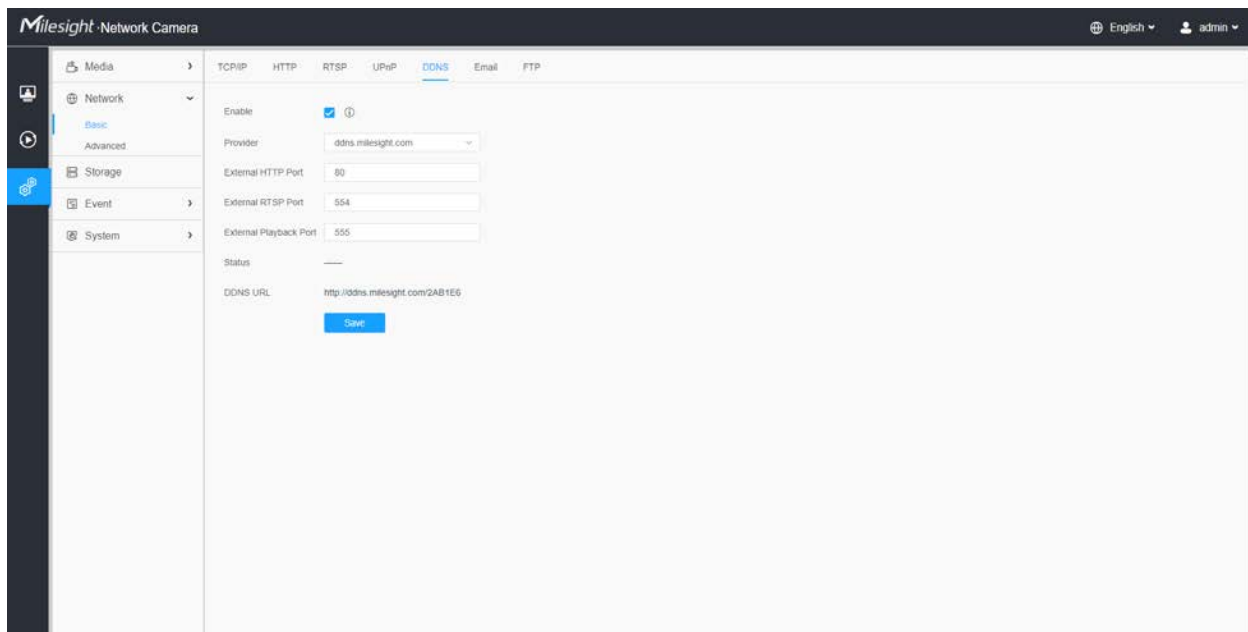 Milesight · Network Camera
English
admin
Media
TCP/IP HTTP RTSP UPnP DDNS Email FTP
Network
Basic
Advanced
Storage
Event
System
Enable
Provider ddns.milesight.com
External HTTP Port 80
External RTSP Port 554
External Playback Port 555
Status ------
DDNS URL http://ddns.milesight.com/2AB1E6
Save